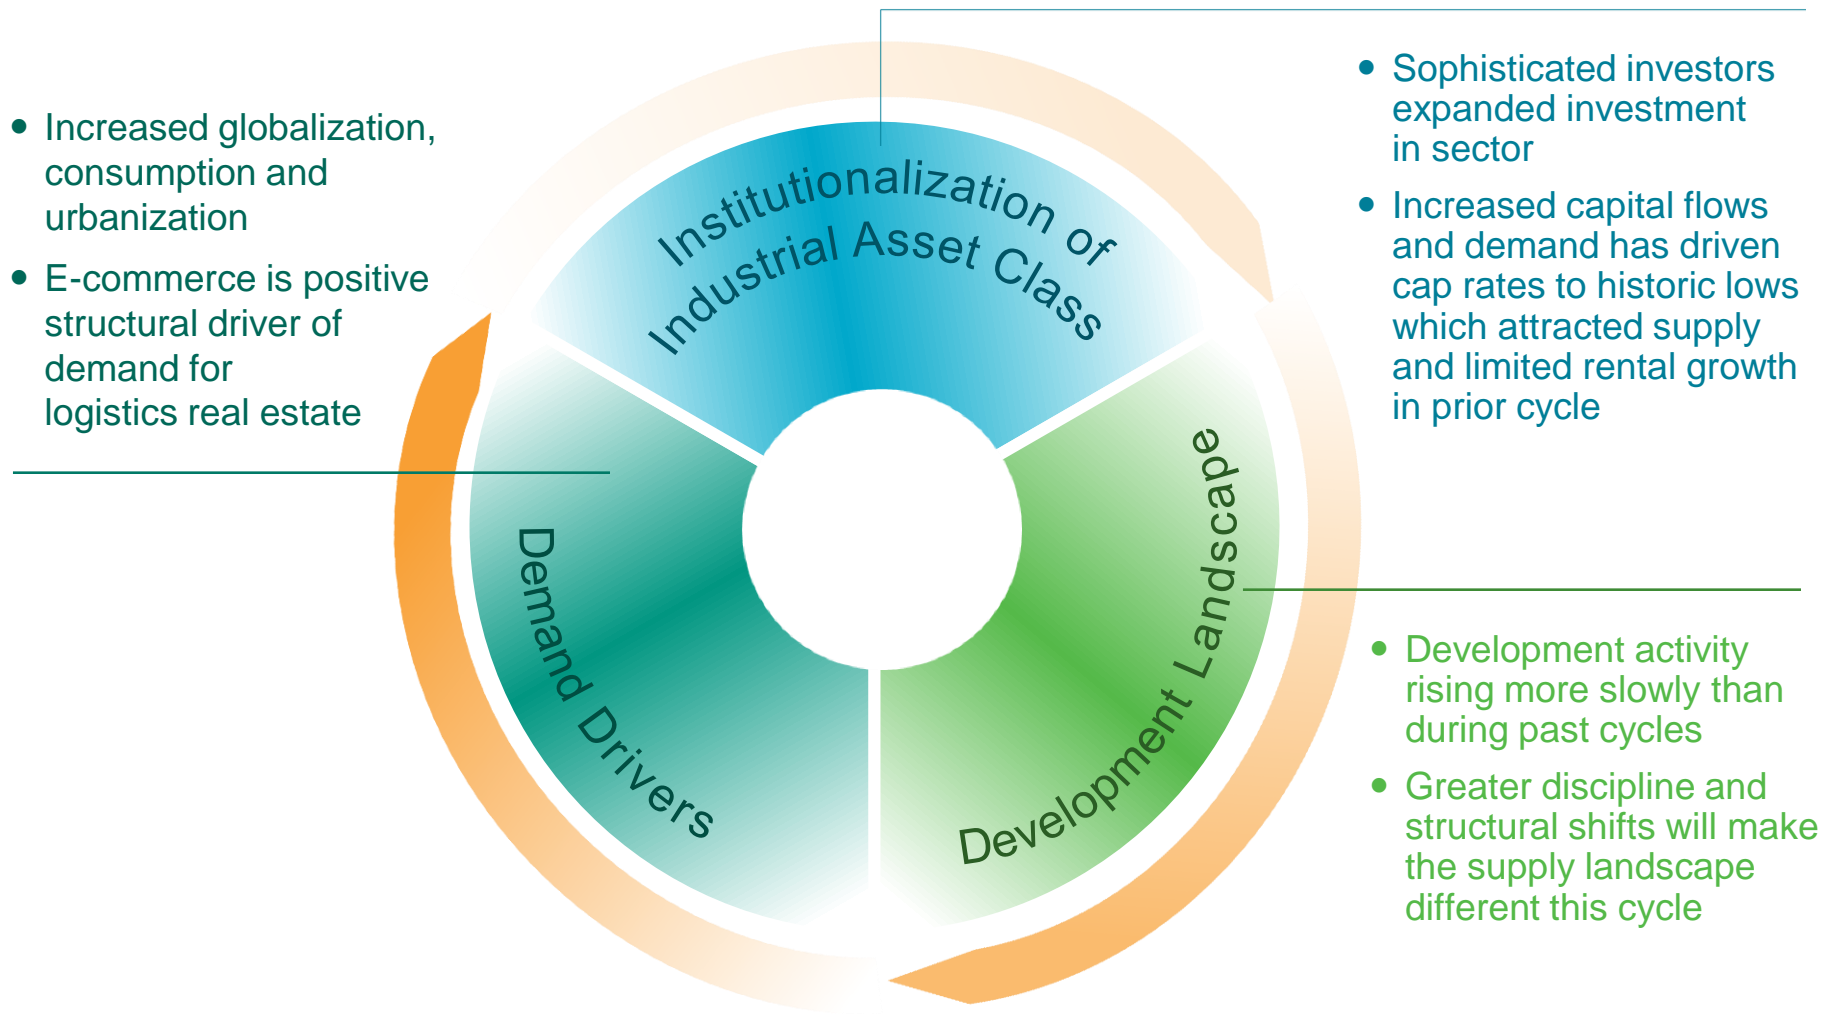 • Increased globalization,
consumption and
urbanization
• E-commerce is positive
structural driver of
demand for
logistics real estate
Institutionalization of
Industrial Asset Class
• Sophisticated investors
expanded investment
in sector
• Increased capital flows
and demand has driven
cap rates to historic lows
which attracted supply
and limited rental growth
in prior cycle
Demand Drivers
Development Landscape
• Development activity
rising more slowly than
during past cycles
• Greater discipline and
structural shifts will make
the supply landscape
different this cycle